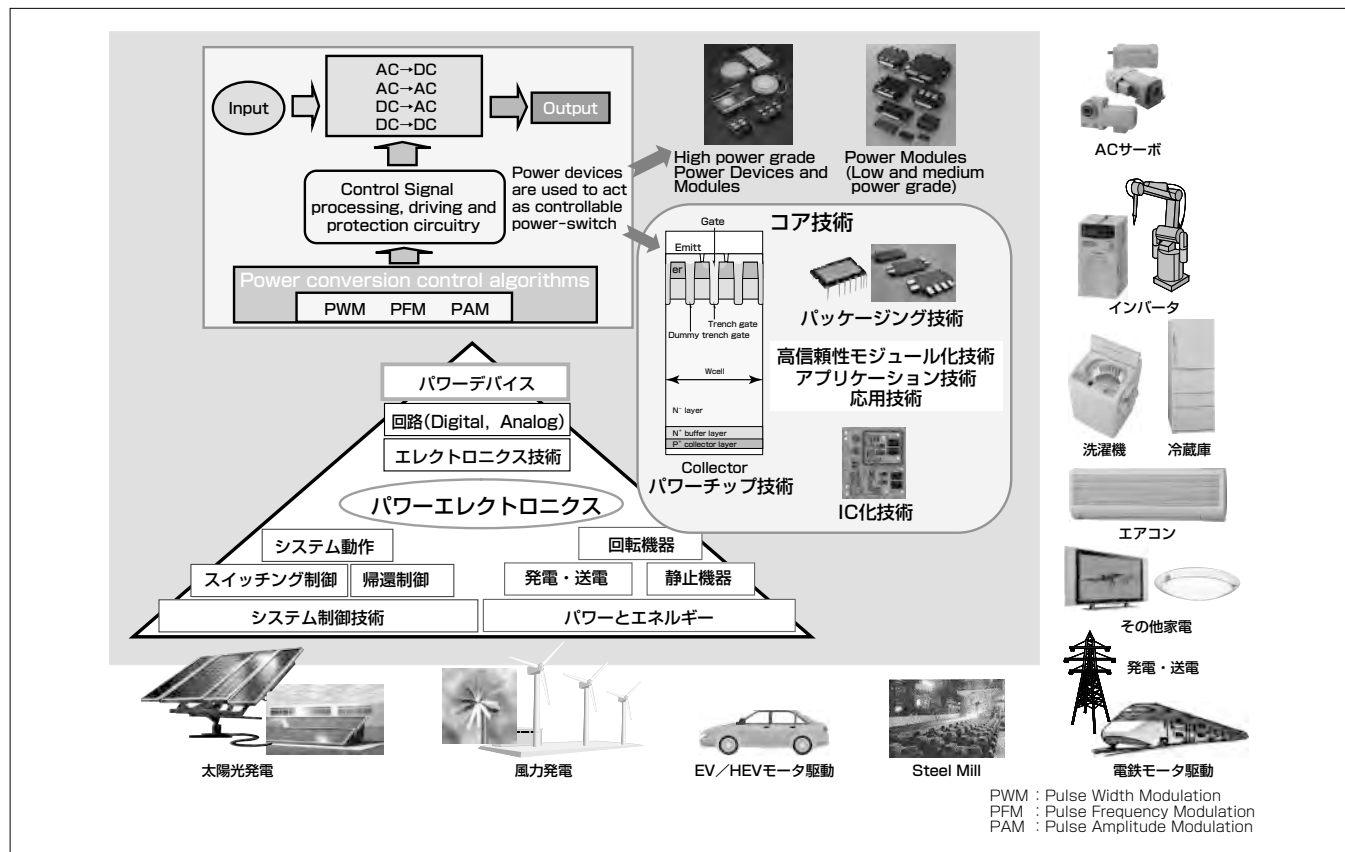 AC→DC
AC→AC
DC→AC
DC→DC
Input
Output
Control Signal
processing, driving and
protection circuitry
Power conversion control algorithms
PWM PFM PAM
Power devices
are used to act
as controllable
power-switch
High power grade
Power Devices and
Modules
Power Modules
(Low and medium
power grade)
コア技術
Gate
Emitt
er
Trench gate
Dummy trench gate
Wcell
N⁻ layer
N⁺ buffer layer
P⁺ collector layer
Collector
パワーチップ技術
パッケージング技術
高信頼性モジュール化技術
アプリケーション技術
応用技術
IC化技術
パワーデバイス
回路(Digital, Analog)
エレクトロニクス技術
パワーエレクトロニクス
システム動作
回転機器
スイッチング制御
帰還制御
発電・送電
静止機器
システム制御技術
パワーとエネルギー
ACサーボ
インバータ
洗濯機
冷蔵庫
エアコン
その他家電
発電・送電
太陽光発電
風力発電
EV／HEVモータ駆動
Steel Mill
電鉄モータ駆動
PWM : Pulse Width Modulation
PFM : Pulse Frequency Modulation
PAM : Pulse Amplitude Modulation